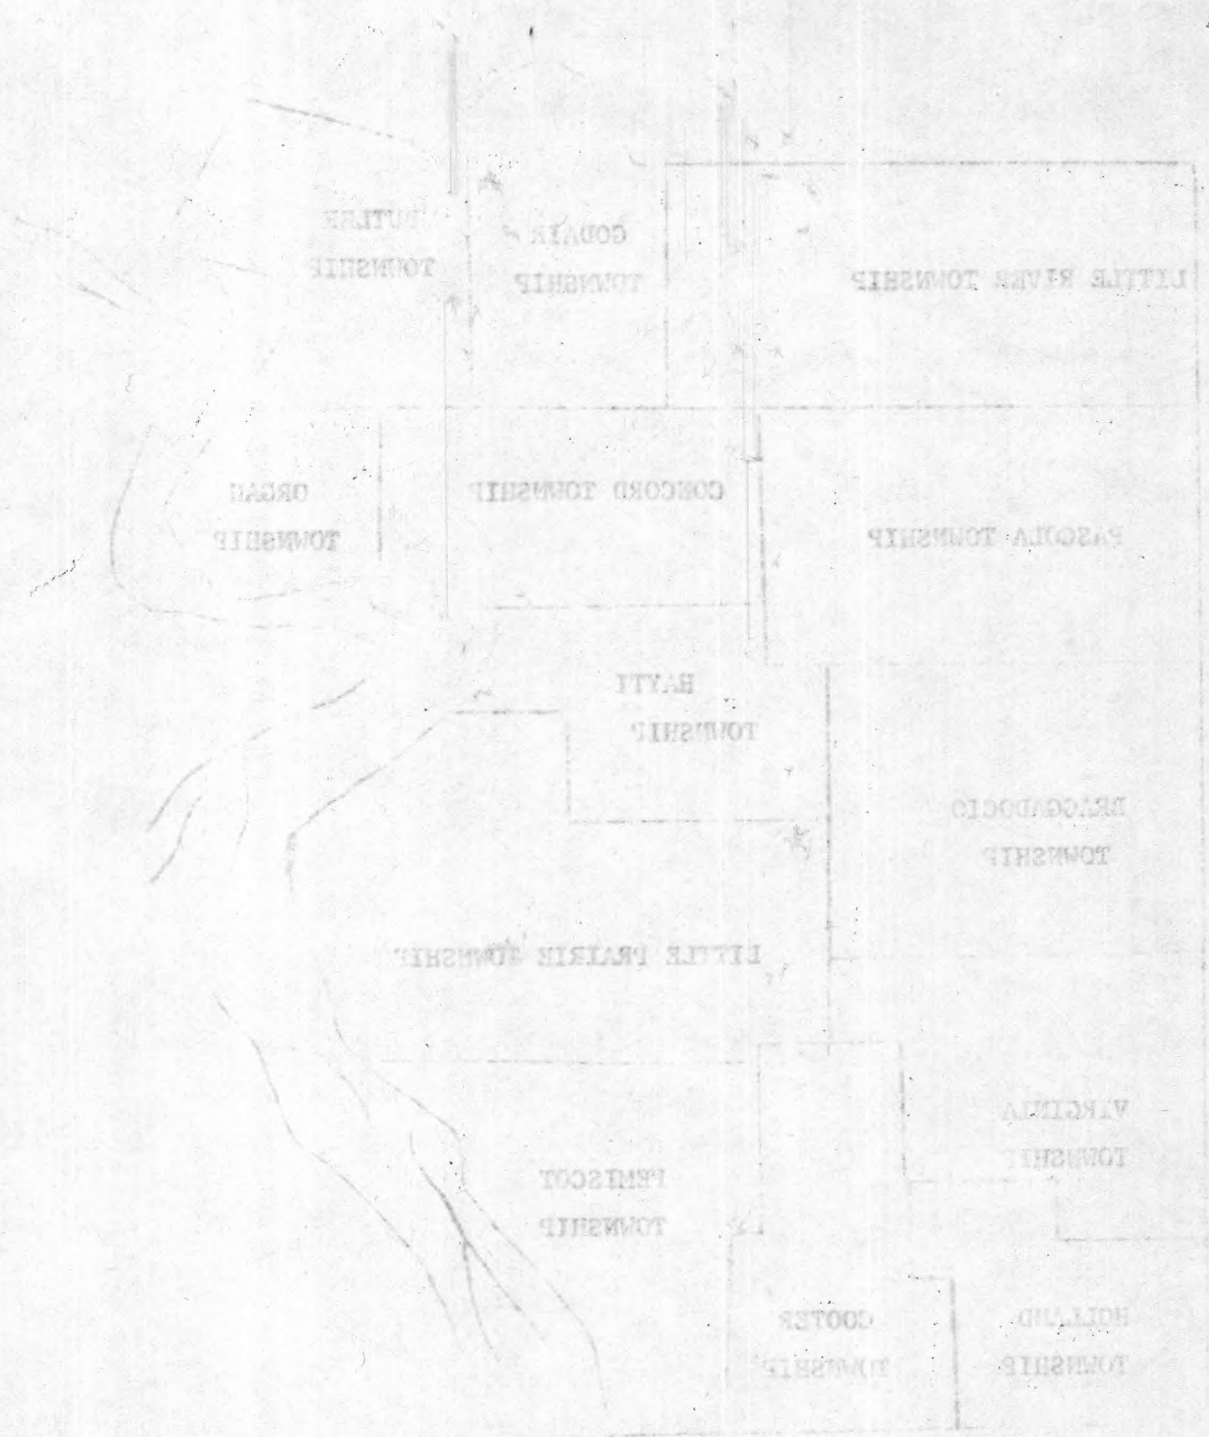 BUTLER
TOWNSHIP
GODAIR
TOWNSHIP
LITTLE RIVER TOWNSHIP
ORGAN
TOWNSHIP
CONCORD TOWNSHIP
PASCOLA TOWNSHIP
HAYTI
TOWNSHIP
BRAGGADOCIO
TOWNSHIP
LITTLE PRAIRIE TOWNSHIP
VIRGINIA
TOWNSHIP
PEMISCOT
TOWNSHIP
COOTER
TOWNSHIP
HOLLAND
TOWNSHIP